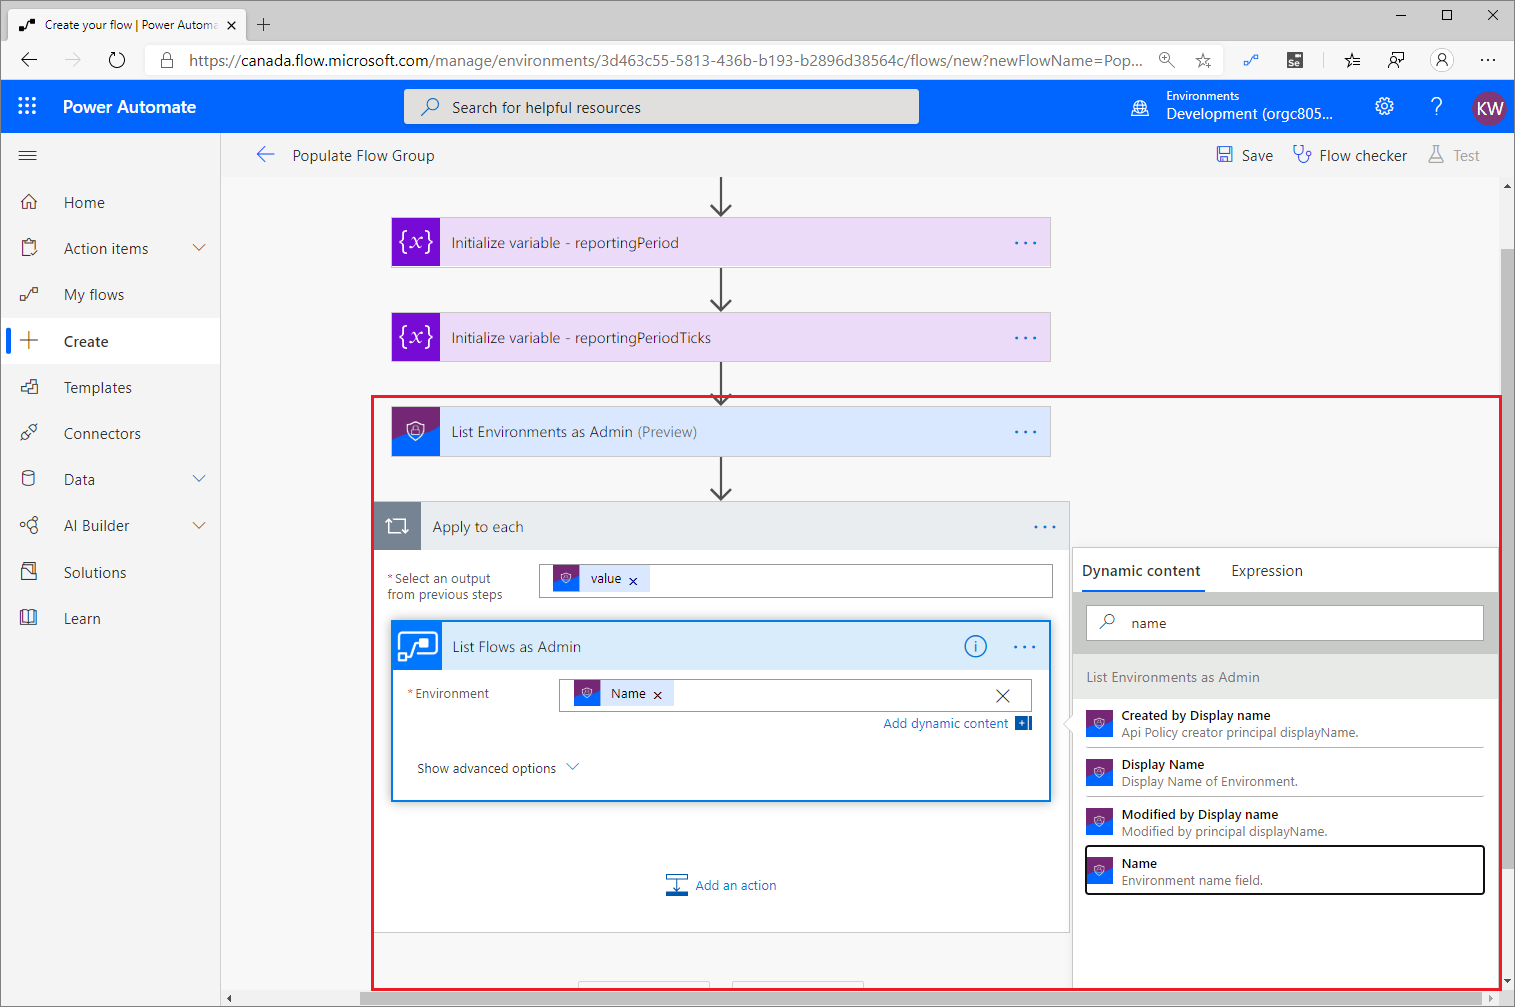 Create your flow | Power Automa
https://canada.flow.microsoft.com/manage/environments/3d463c55-5813-436b-b193-b2896d38564c/flows/new?newFlowName=Pop...
Se
Power Automate
Search for helpful resources
Environments
Development (orgc805...
?
KW
Populate Flow Group
Save
Flow checker
Test
Home
Action items
My flows
Create
Templates
Connectors
Data
AI Builder
Solutions
Learn
{x}
Initialize variable - reportingPeriod
{x}
Initialize variable - reportingPeriodTicks
List Environments as Admin (Preview)
Apply to each
*Select an output
from previous steps
value
List Flows as Admin
*Environment
Name
Add dynamic content
Show advanced options
Add an action
Dynamic content
Expression
name
List Environments as Admin
Created by Display name
Api Policy creator principal displayName.
Display Name
Display Name of Environment.
Modified by Display name
Modified by principal displayName.
Name
Environment name field.